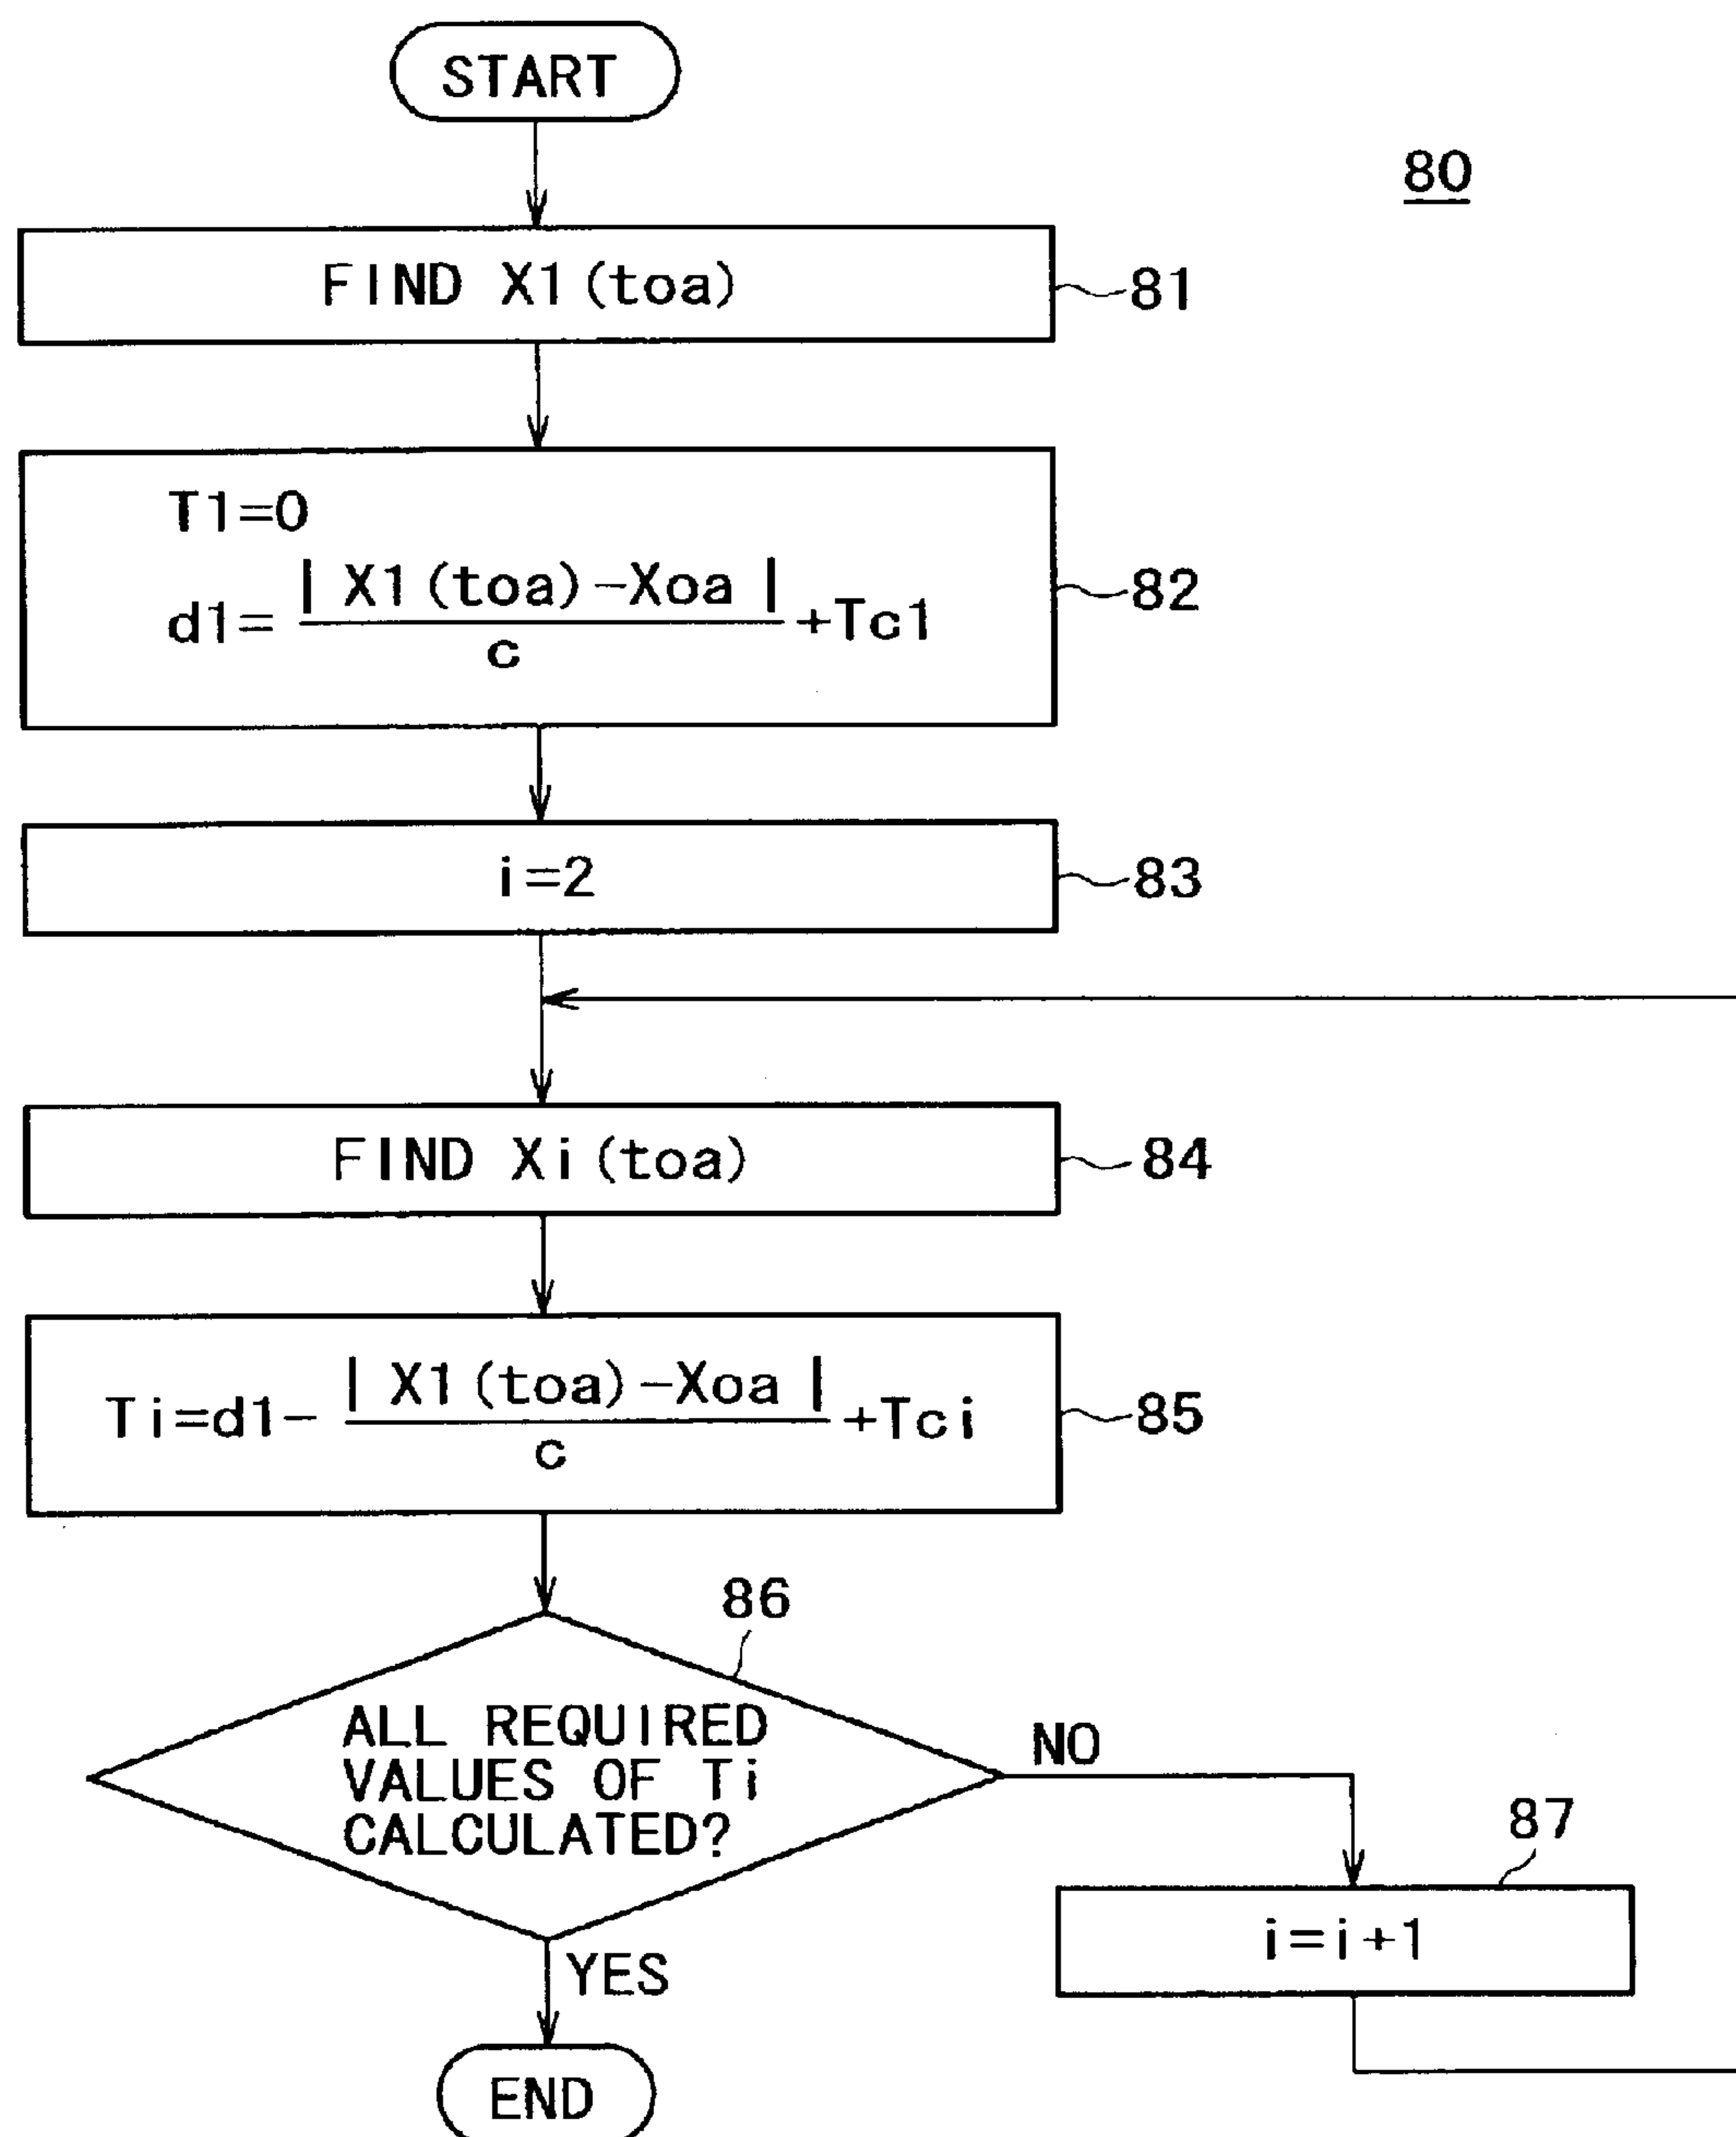 START
80
FIND X1(toa)
81
T1=0
d1= | X1(toa)-Xoa | / c +Tc1
82
i=2
83
FIND Xi(toa)
84
Ti=d1- | X1(toa)-Xoa | / c +Tci
85
86
ALL REQUIRED
VALUES OF Ti
CALCULATED?
NO
87
i=i+1
YES
END